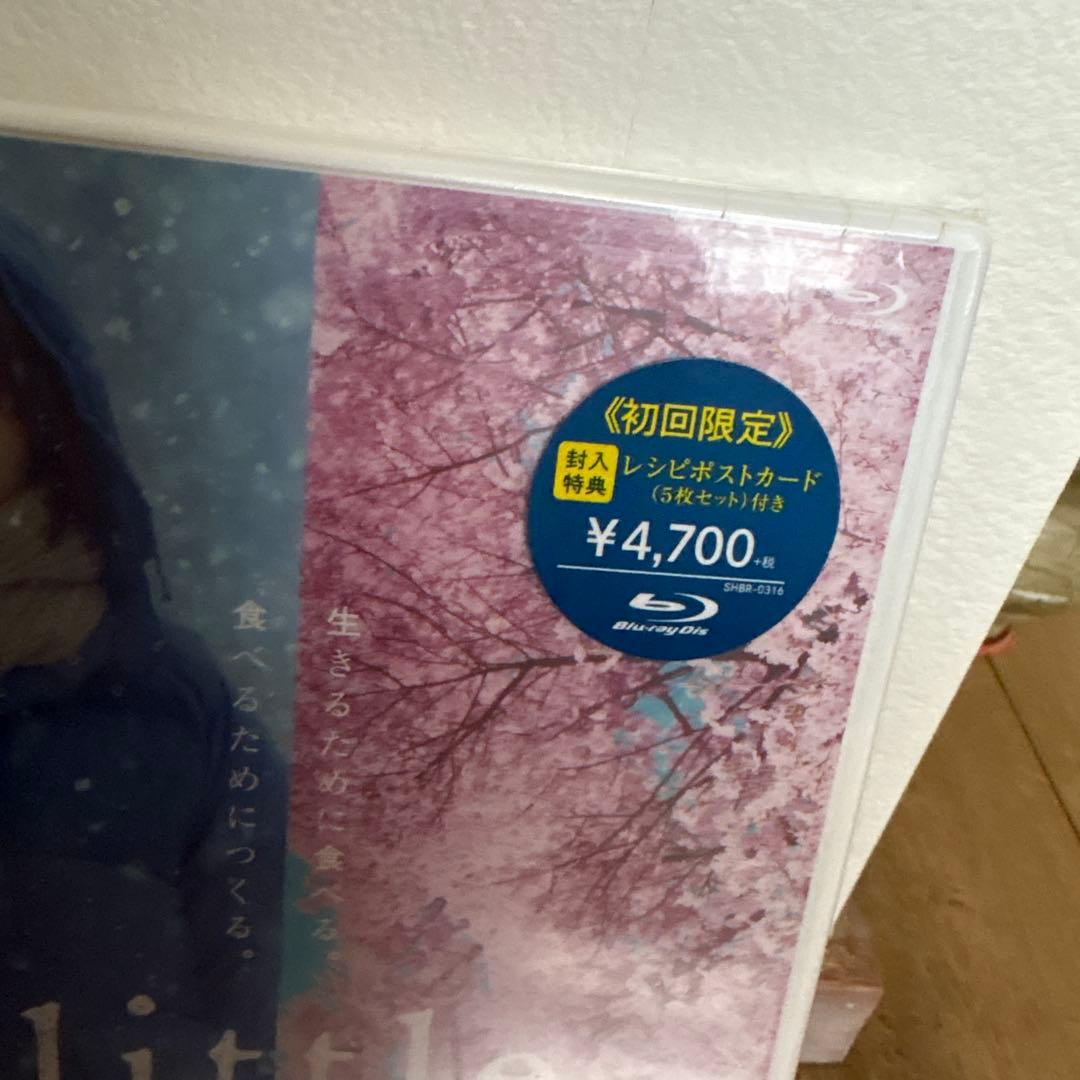 《初回限定》
封入
特典
レシピポストカード
(5枚セット)付き
¥4,700+税
SHBR-0316
Blu-ray Disc
生きるために食べる。
食べるためにつくる。
little